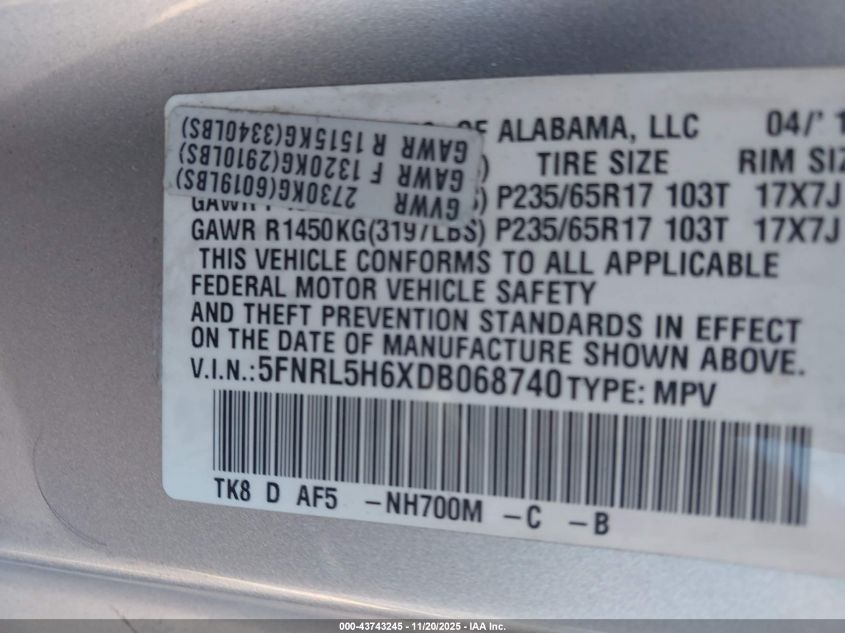 OF ALABAMA, LLC 04/'1
TIRE SIZE RIM SIZ
GAWR P235/65R17 103T 17X7J
GAWR R1450KG(3197LBS) P235/65R17 103T 17X7J
THIS VEHICLE CONFORMS TO ALL APPLICABLE
FEDERAL MOTOR VEHICLE SAFETY
AND THEFT PREVENTION STANDARDS IN EFFECT
ON THE DATE OF MANUFACTURE SHOWN ABOVE.
V.I.N.:5FNRL5H6XDB068740 TYPE: MPV
TK8 D AF5 -NH700M -C -B
GVWR 2730KG(6019LBS)
GAWR F 1320KG(2910LBS)
GAWR R 1515KG(3340LBS)
000-43743245 - 11/20/2025 - IAA Inc.